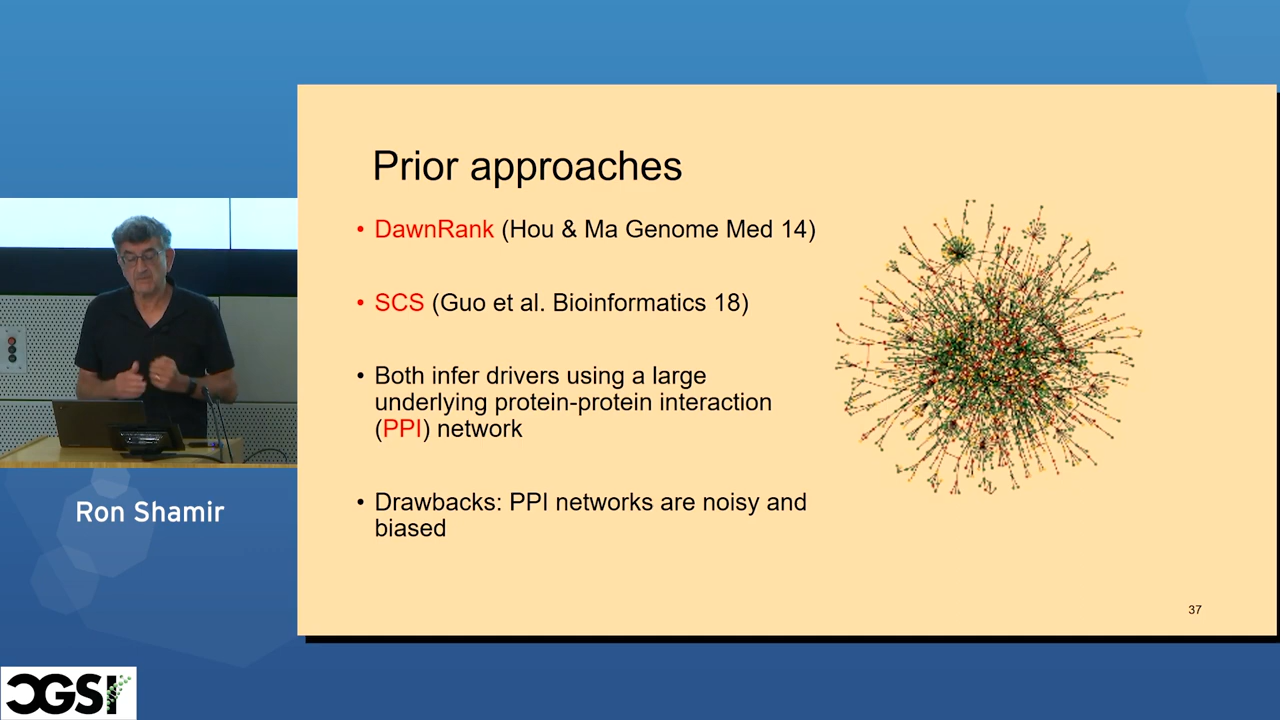 Prior approaches
• DawnRank (Hou & Ma Genome Med 14)
• SCS (Guo et al. Bioinformatics 18)
• Both infer drivers using a large
underlying protein-protein interaction
(PPI) network
• Drawbacks: PPI networks are noisy and
biased
37
Ron Shamir
CGSI